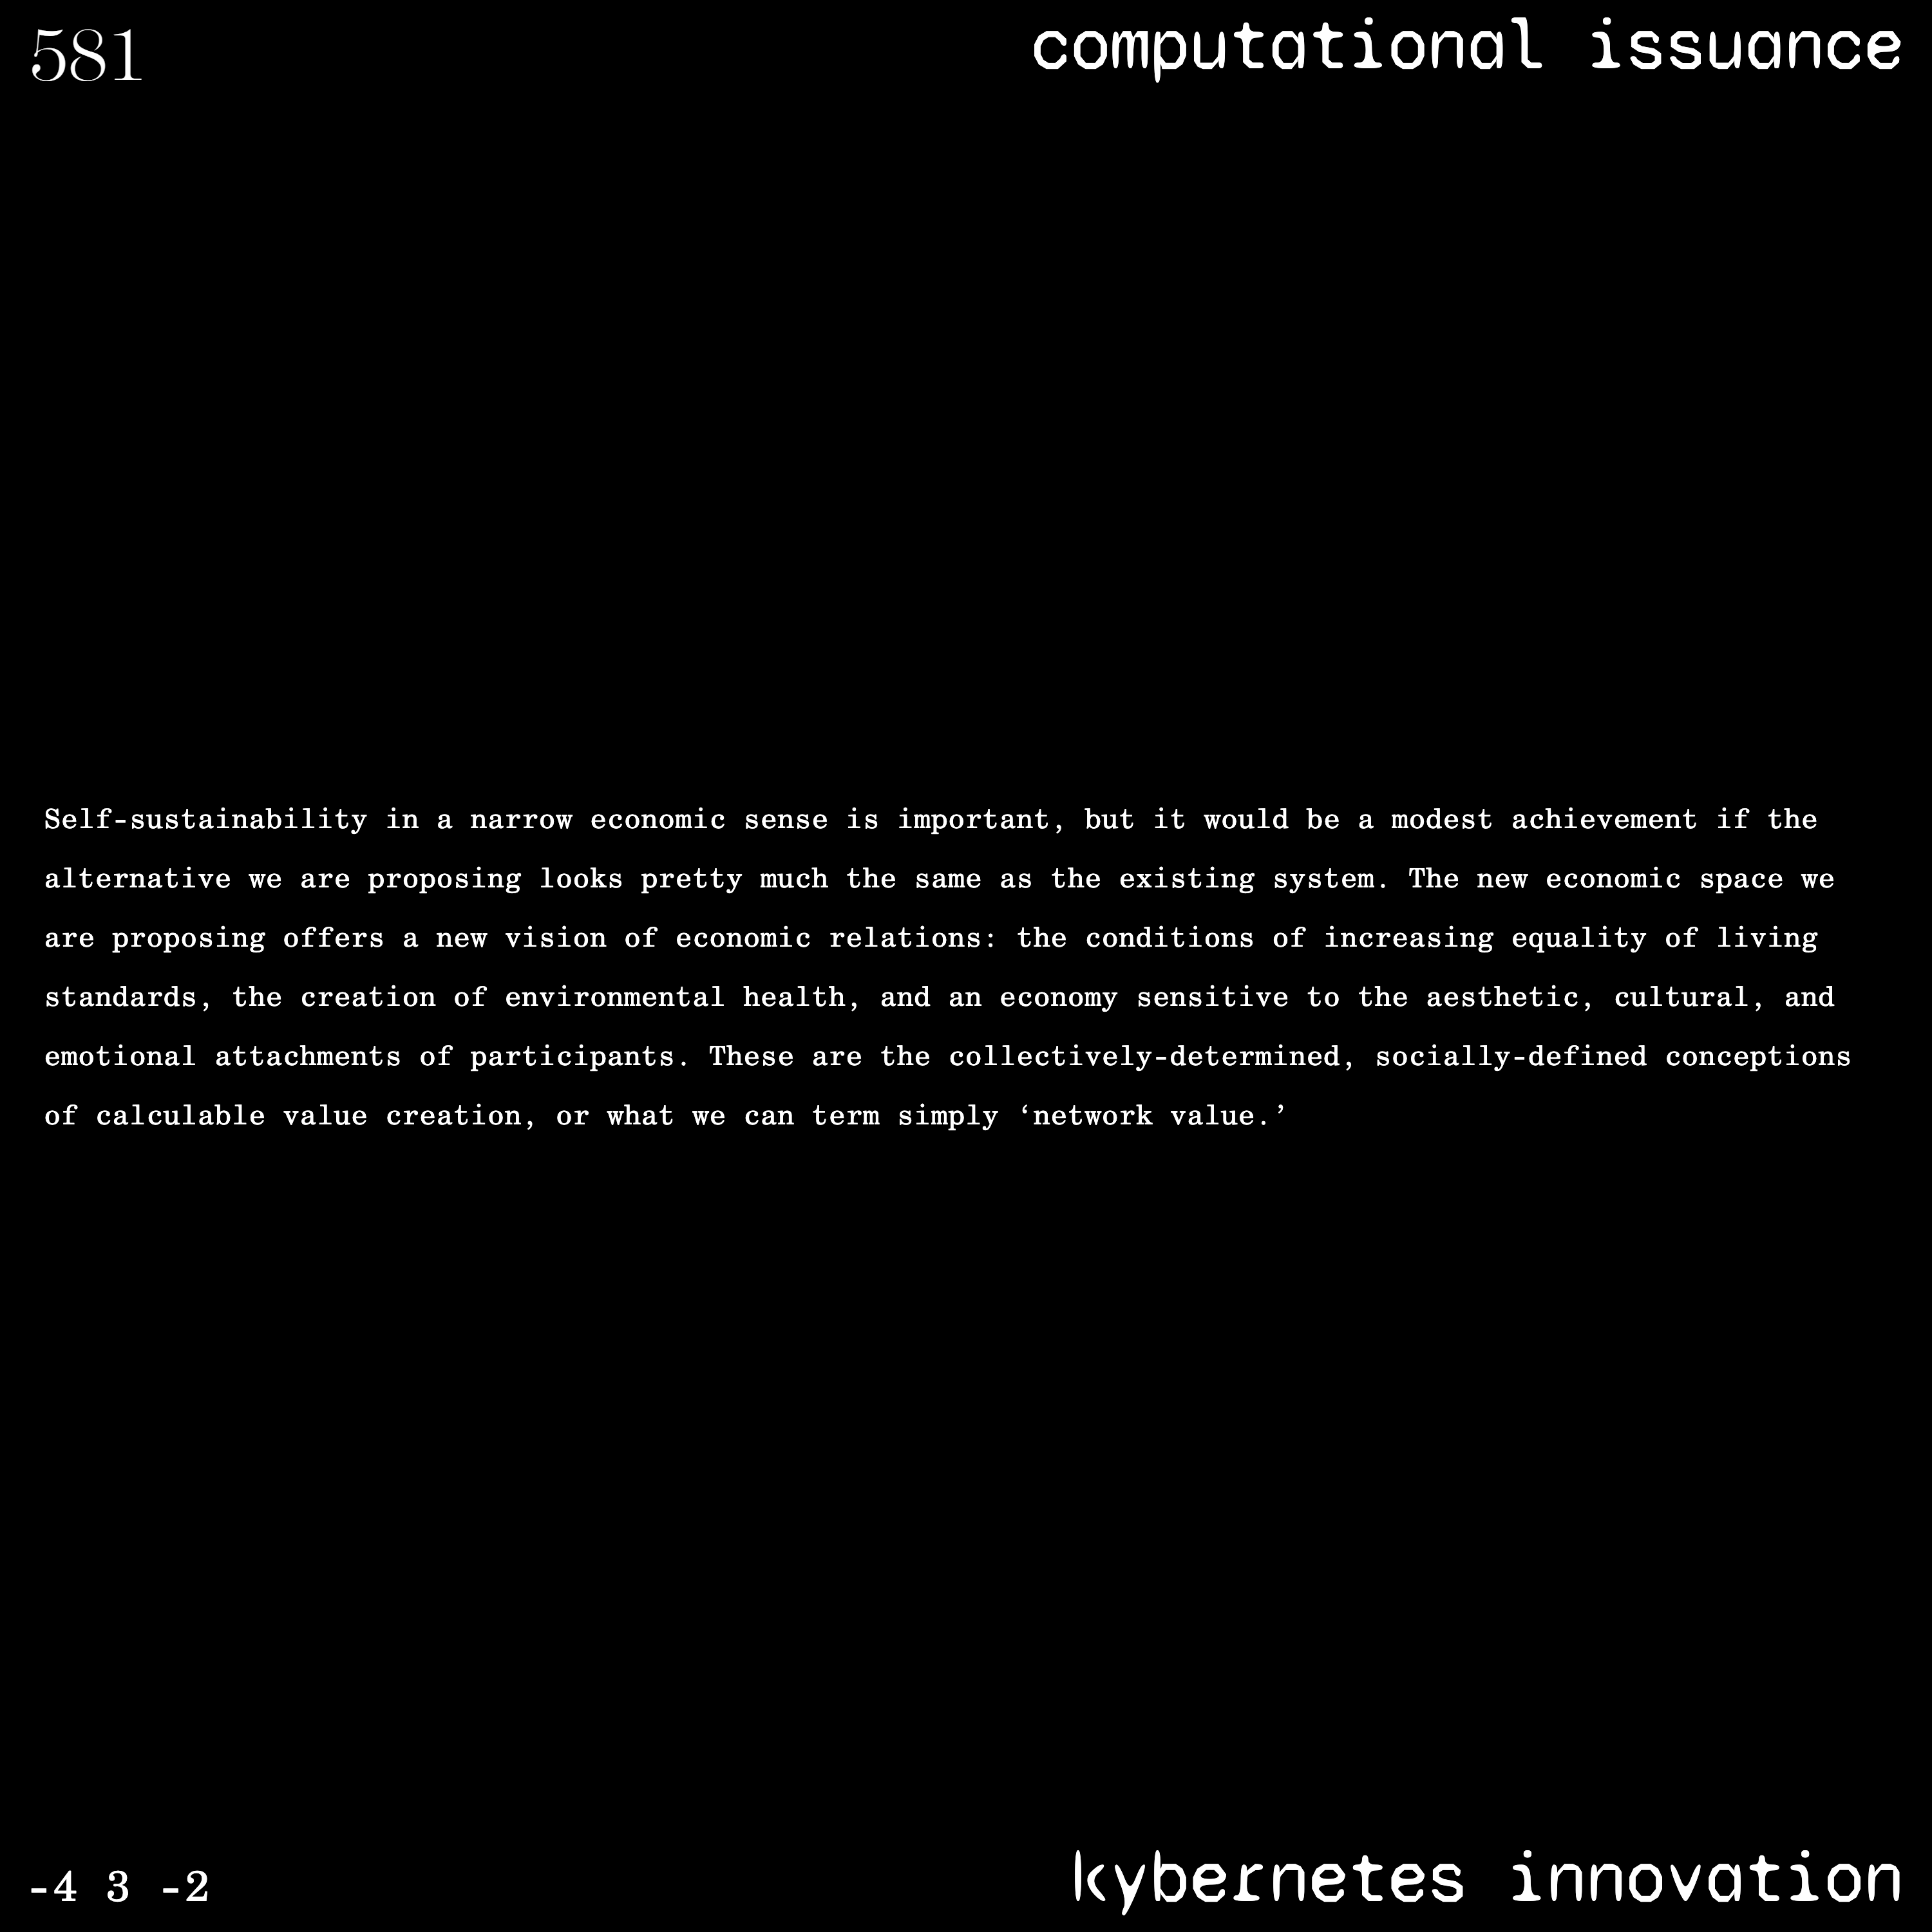 581
computational issuance
Self-sustainability in a narrow economic sense is important, but it would be a modest achievement if the
alternative we are proposing looks pretty much the same as the existing system. The new economic space we
are proposing offers a new vision of economic relations: the conditions of increasing equality of living
standards, the creation of environmental health, and an economy sensitive to the aesthetic, cultural, and
emotional attachments of participants. These are the collectively-determined, socially-defined conceptions
of calculable value creation, or what we can term simply ‘network value.’
-4 3 -2
kybernetes innovation